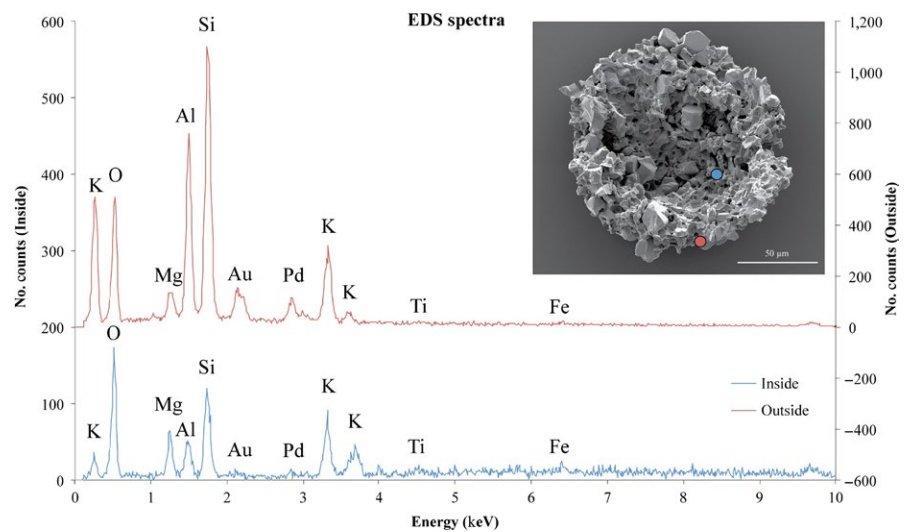 EDS spectra
600
500
400
300
200
100
0
No. counts (Inside)
1,200
1,000
800
600
400
200
0
−200
−400
−600
No. counts (Outside)
K
O
Mg
Al
Si
Au
Pd
K
K
Ti
Fe
K
O
Mg
Al
Si
Au
Pd
K
K
Ti
Fe
50 µm
Inside
Outside
0 1 2 3 4 5 6 7 8 9 10
Energy (keV)